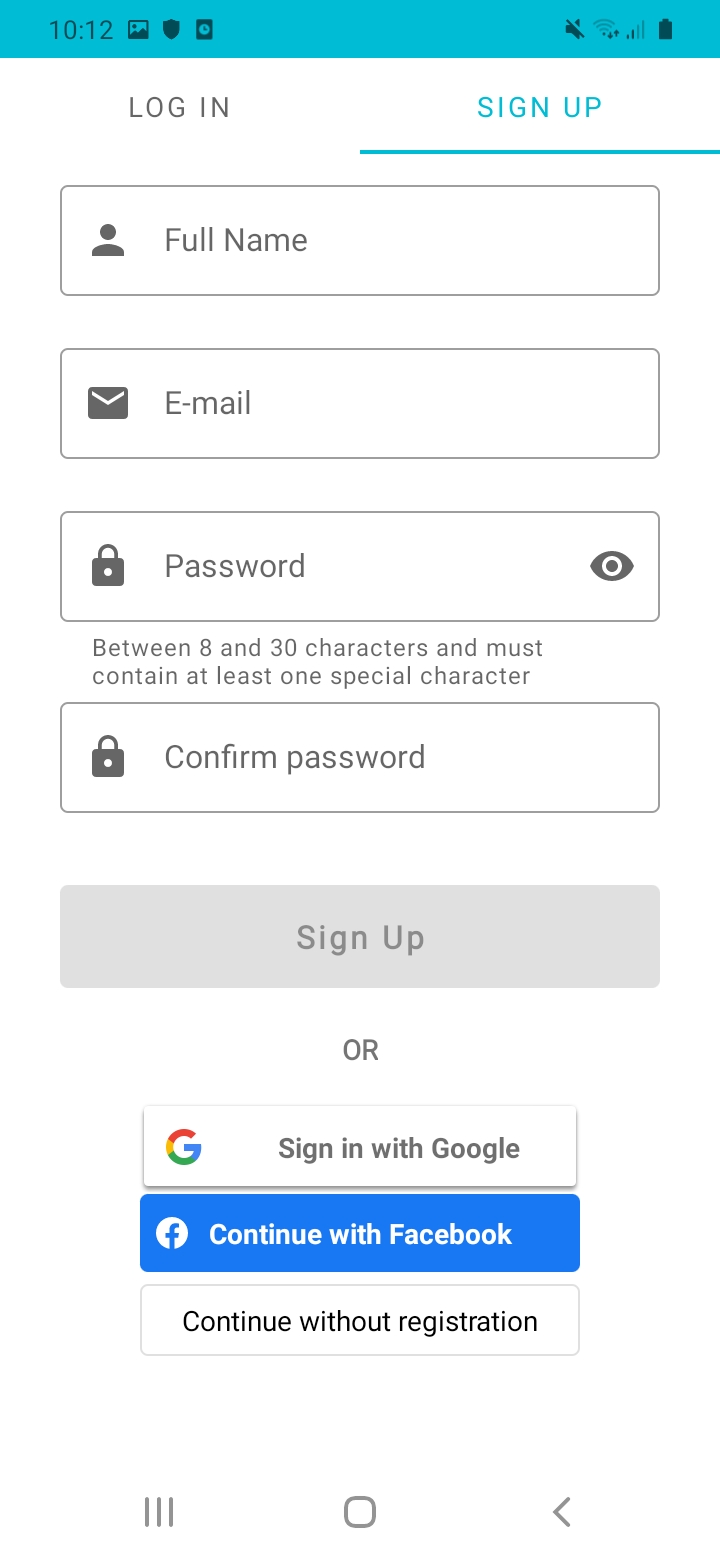 10:12
LOG IN
SIGN UP
Full Name
E-mail
Password
Between 8 and 30 characters and must
contain at least one special character
Confirm password
Sign Up
OR
Sign in with Google
Continue with Facebook
Continue without registration